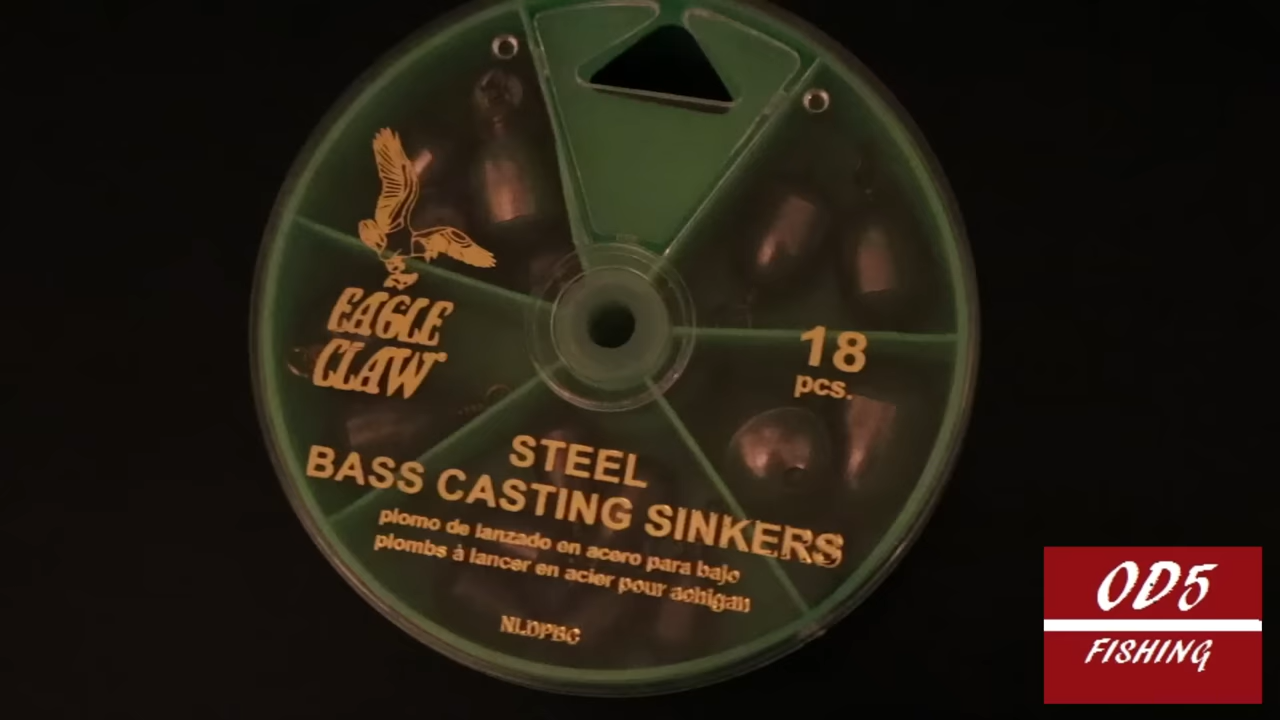 EAGLE
CLAW
18
pcs.
STEEL
BASS CASTING SINKERS
plomo de lanzado en acero para bajo
plombs à lancer en acier pour achigan
NLDPBC
OD5
FISHING